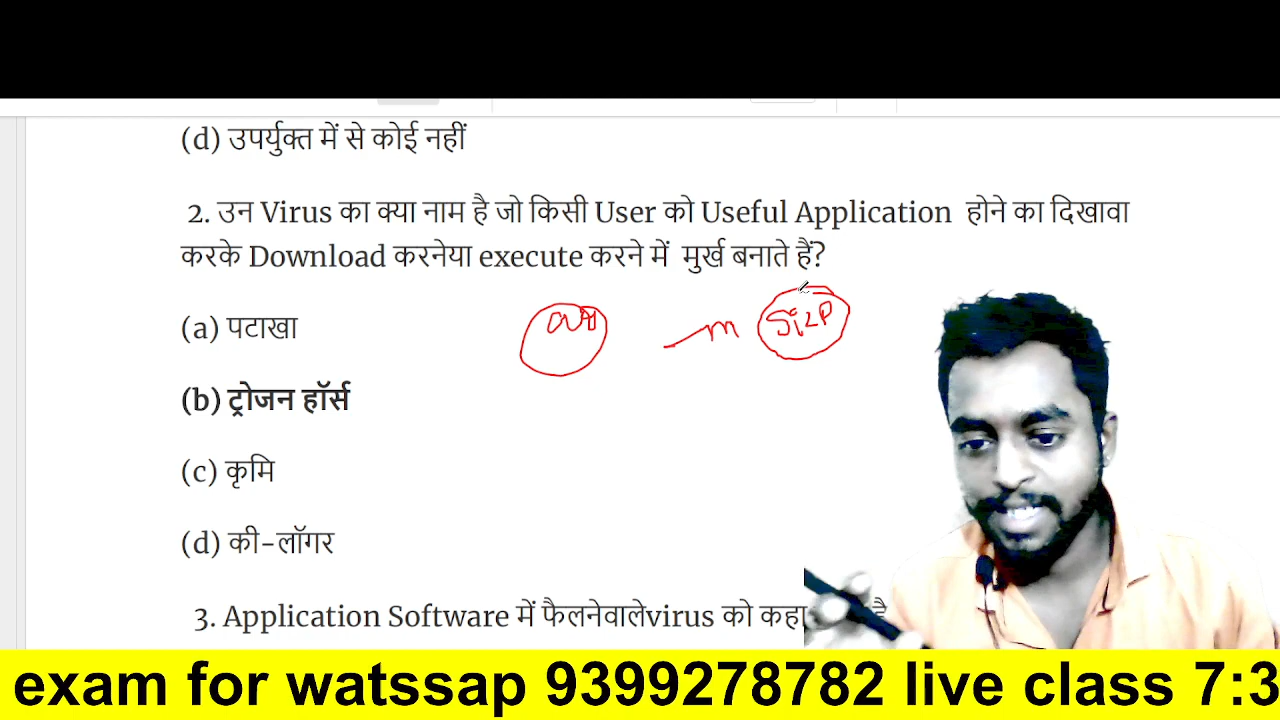 (d) उपर्युक्त में से कोई नहीं
2. उन Virus का क्या नाम है जो किसी User को Useful Application होने का दिखावा
करके Download करनेया execute करने में मुर्ख बनाते हैं?
(a) पटाखा
(b) ट्रोजन हॉर्स
(c) कृमि
(d) की-लॉगर
3. Application Software में फैलनेवालेvirus को कहा है
exam for watssap 9399278782 live class 7:3